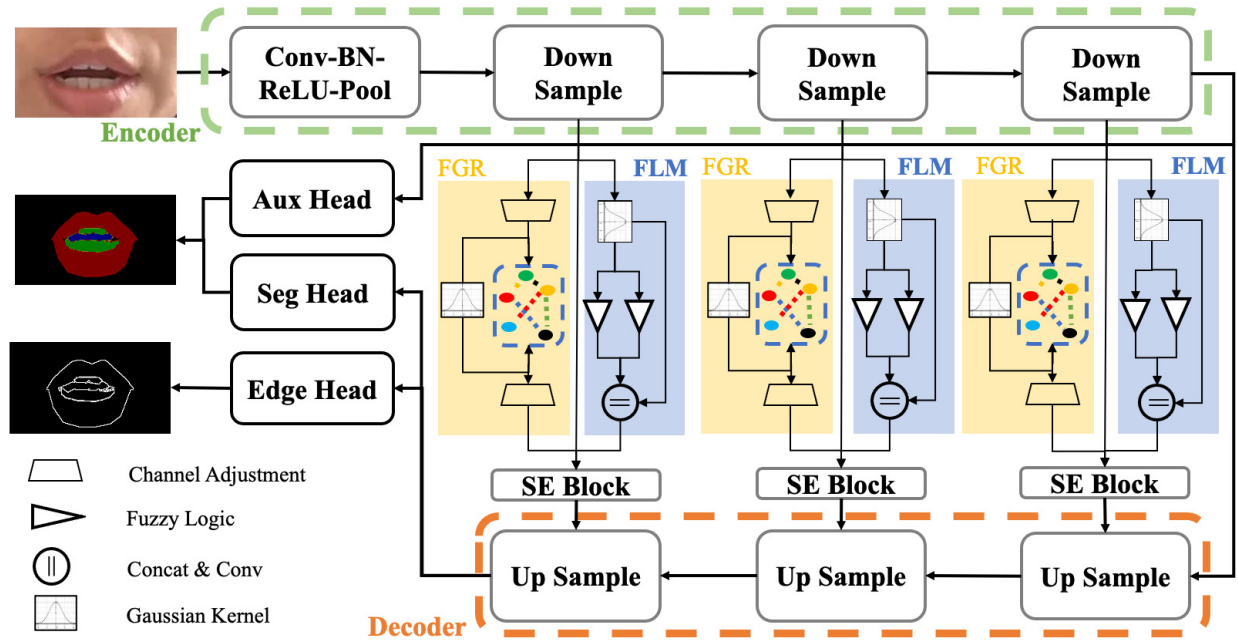 Conv-BN-
ReLU-Pool
Down
Sample
Down
Sample
Down
Sample
Encoder
FGR
FLM
FGR
FLM
FGR
FLM
Aux Head
Seg Head
Edge Head
SE Block
SE Block
SE Block
Up Sample
Up Sample
Up Sample
Decoder
Channel Adjustment
Fuzzy Logic
Concat & Conv
Gaussian Kernel